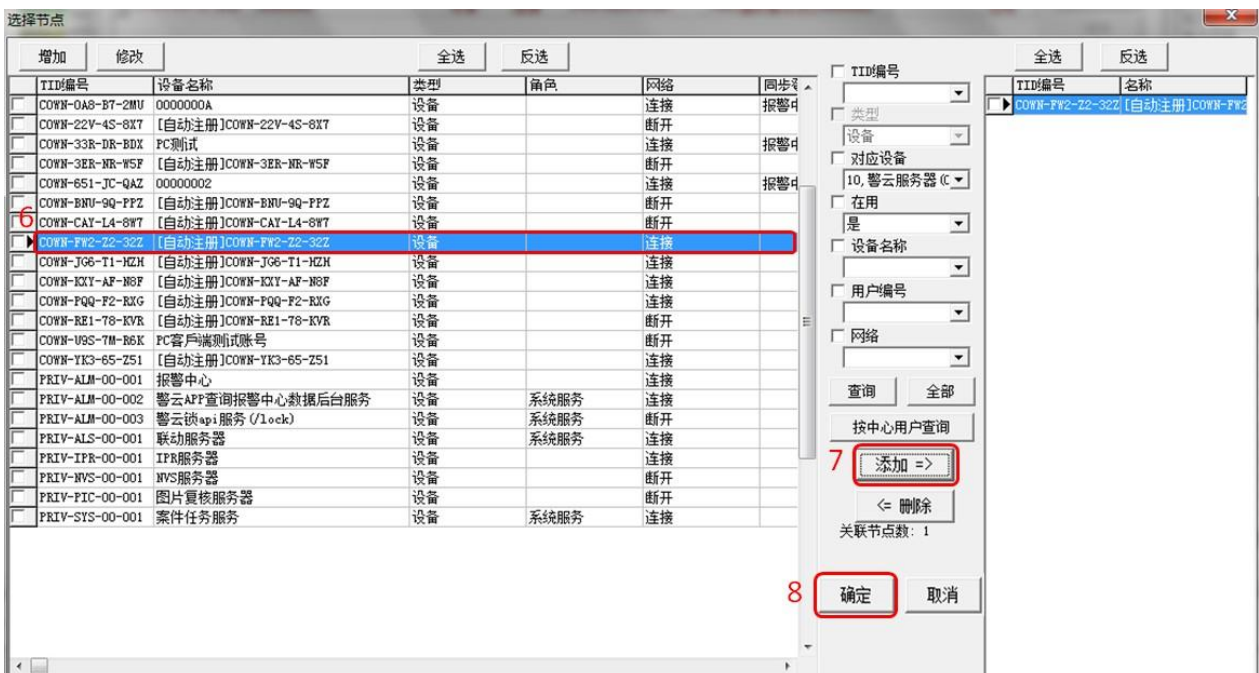 选择节点
x
增加 修改 全选 反选 全选 反选
TID编号 设备名称 类型 角色 网络
COWN-0A8-B7-2MU 0000000A 设备 连接
COWN-22V-4S-8X7 [自动注册]COWN-22V-4S-8X7 设备 断开
COWN-33R-DR-BDX PC测试 设备 连接
COWN-3ER-NR-W5F [自动注册]COWN-3ER-NR-W5F 设备 断开
COWN-651-JC-QAZ 00000002 设备 连接
COWN-BNU-9Q-PPZ [自动注册]COWN-BNU-9Q-PPZ 设备 断开
6 COWN-CAY-L4-8W7 [自动注册]COWN-CAY-L4-8W7 设备 断开
COWN-FW2-Z2-32Z [自动注册]COWN-FW2-Z2-32Z 设备 连接
COWN-JG6-T1-HZH [自动注册]COWN-JG6-T1-HZH 设备 连接
COWN-KXY-AF-N8F [自动注册]COWN-KXY-AF-N8F 设备 连接
COWN-PQQ-F2-RXG [自动注册]COWN-PQQ-F2-RXG 设备 连接
COWN-RE1-78-KVR [自动注册]COWN-RE1-78-KVR 设备 断开
COWN-U9S-7M-R6K PC客戶端测试账号 设备 断开
COWN-YK3-65-Z51 [自动注册]COWN-YK3-65-Z51 设备 连接
PRIV-ALM-00-001 报警中心 设备 连接
PRIV-ALM-00-002 警云APP查询报警中心数据后台服务 设备 系统服务 连接
PRIV-ALM-00-003 警云锁api服务(/lock) 设备 系统服务 断开
PRIV-ALS-00-001 联动服务器 设备 系统服务 连接
PRIV-IPR-00-001 IPR服务器 设备 连接
PRIV-NVS-00-001 NVS服务器 设备 断开
PRIV-PIC-00-001 图片复核服务器 设备 断开
PRIV-SYS-00-001 案件任务服务 设备 系统服务 连接
TID编号
类型
设备
对应设备
10,警云服务器(C
在用
是
设备名称
用户编号
网络
查询 全部
按中心用户查询
7 添加 =>
<= 删除
关联节点数: 1
8 确定 取消
TID编号 名称
COWN-FW2-Z2-32Z [自动注册]COWN-FW2